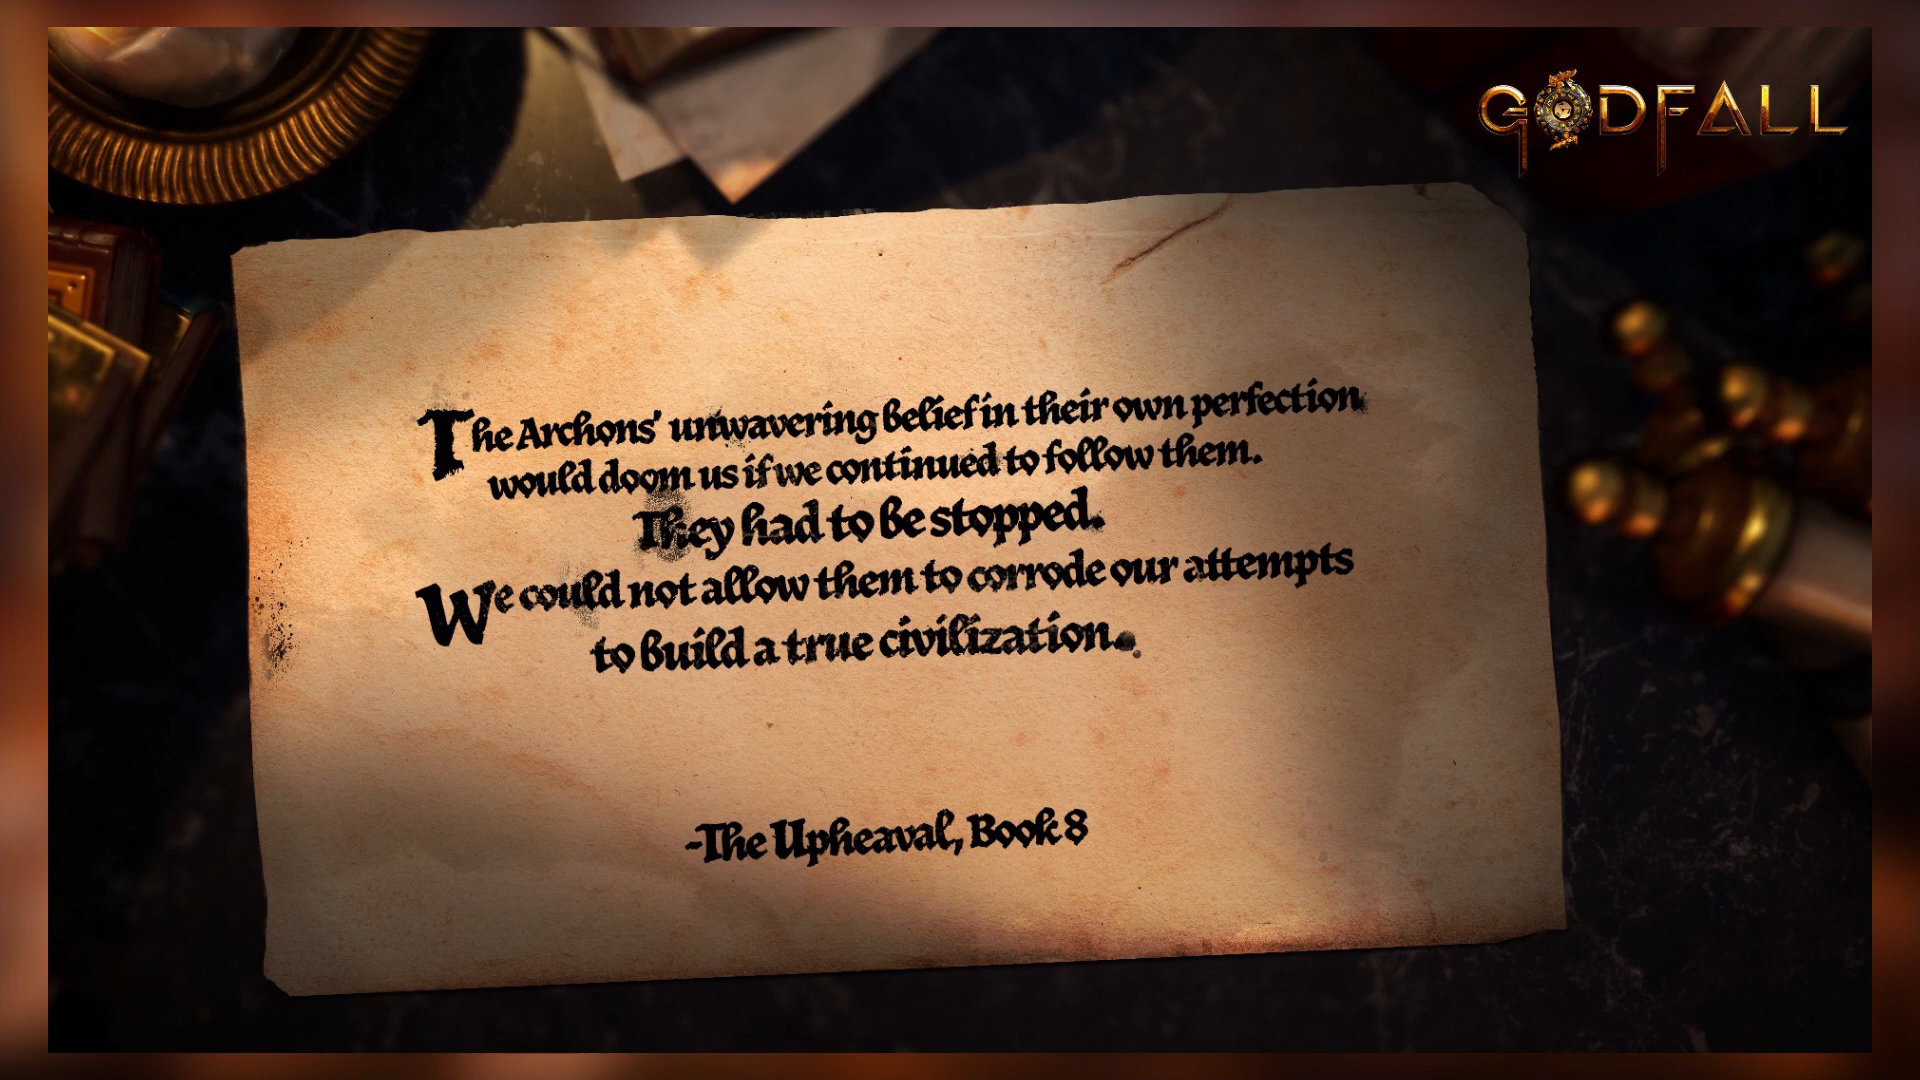 GODFALL
The Archons' unwavering belief in their own perfection
would doom us if we continued to follow them.
They had to be stopped.
We could not allow them to corrode our attempts
to build a true civilization.
-The Upheaval, Book 8